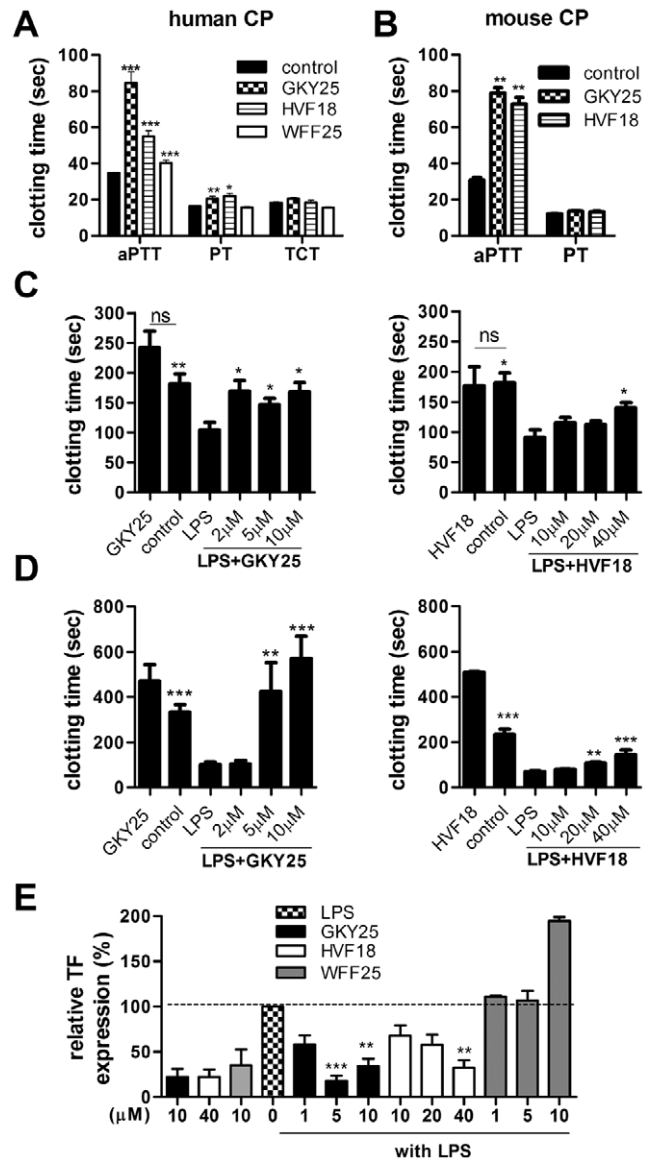 A human CP
clotting time (sec)
100
80
60
40
20
0
***
***
***
**
*
control
GKY25
HVF18
WFF25
aPTT PT TCT
B mouse CP
clotting time (sec)
100
80
60
40
20
0
**
**
control
GKY25
HVF18
aPTT PT
C
clotting time (sec)
300
250
200
150
100
50
0
ns
**
*
*
*
GKY25 control LPS 2µM 5µM 10µM
LPS+GKY25
clotting time (sec)
300
250
200
150
100
50
0
ns
*
*
HVF18 control LPS 10µM 20µM 40µM
LPS+HVF18
D
clotting time (sec)
800
600
400
200
0
***
**
***
GKY25 control LPS 2µM 5µM 10µM
LPS+GKY25
clotting time (sec)
800
600
400
200
0
***
**
***
HVF18 control LPS 10µM 20µM 40µM
LPS+HVF18
E
relative TF
expression (%)
200
150
100
50
0
LPS
GKY25
HVF18
WFF25
***
**
**
(µM) 10 40 10 0 1 5 10 10 20 40 1 5 10
with LPS